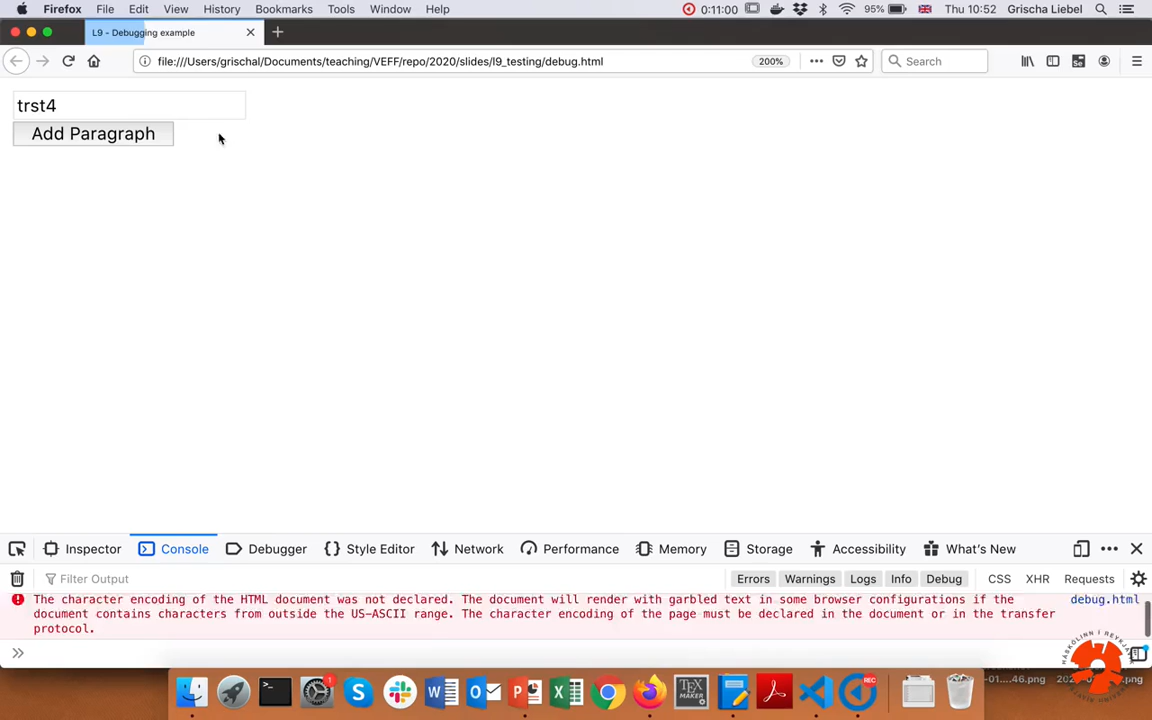 Firefox File Edit View History Bookmarks Tools Window Help 0:11:00 95% Thu 10:52 Grischa Liebel
L9 - Debugging example
file:///Users/grischal/Documents/teaching/VEFF/repo/2020/slides/l9_testing/debug.html 200% Search
trst4
Add Paragraph
Inspector Console Debugger Style Editor Network Performance Memory Storage Accessibility What's New
Filter Output Errors Warnings Logs Info Debug CSS XHR Requests
The character encoding of the HTML document was not declared. The document will render with garbled text in some browser configurations if the debug.html
document contains characters from outside the US-ASCII range. The character encoding of the page must be declared in the document or in the transfer
protocol.